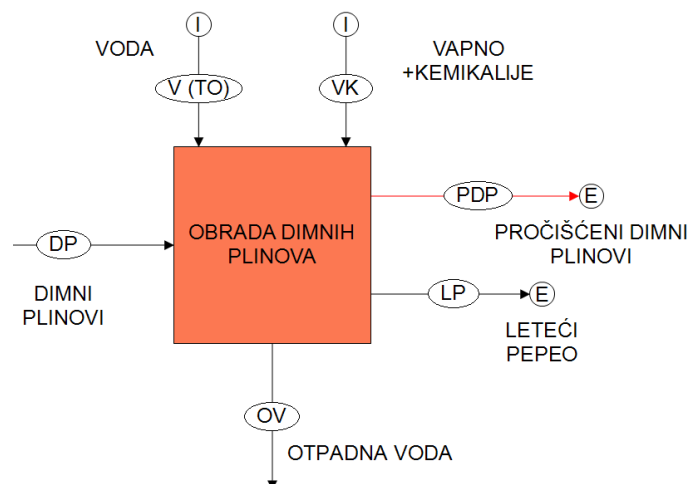 I
I
VODA
VAPNO
+KEMIKALIJE
V (TO)
VK
PDP
E
OBRADA DIMNIH
PLINOVA
PROČIŠĆENI DIMNI
PLINOVI
DP
DIMNI
PLINOVI
LP
E
LETEĆI
PEPEO
OV
OTPADNA VODA